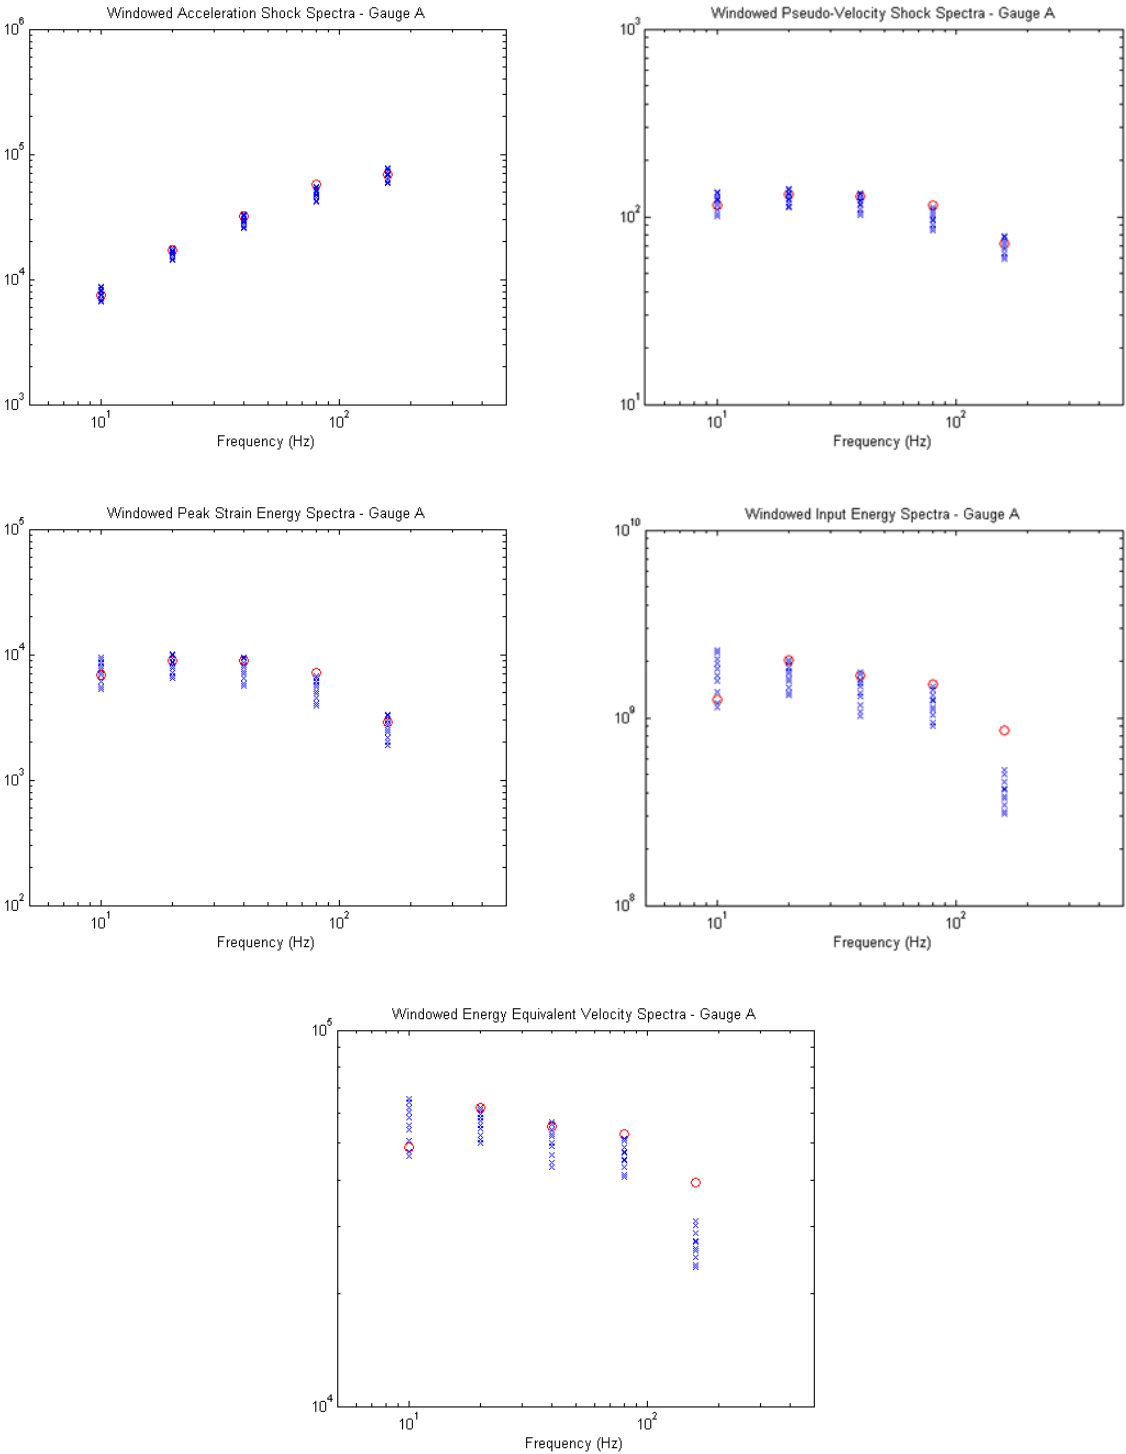 Windowed Acceleration Shock Spectra - Gauge A
10^6
10^5
10^4
10^3
10^1
10^2
Frequency (Hz)
Windowed Pseudo-Velocity Shock Spectra - Gauge A
10^3
10^2
10^1
10^1
10^2
Frequency (Hz)
Windowed Peak Strain Energy Spectra - Gauge A
10^5
10^4
10^3
10^2
10^1
10^2
Frequency (Hz)
Windowed Input Energy Spectra - Gauge A
10^10
10^9
10^8
10^1
10^2
Frequency (Hz)
Windowed Energy Equivalent Velocity Spectra - Gauge A
10^5
10^4
10^1
10^2
Frequency (Hz)